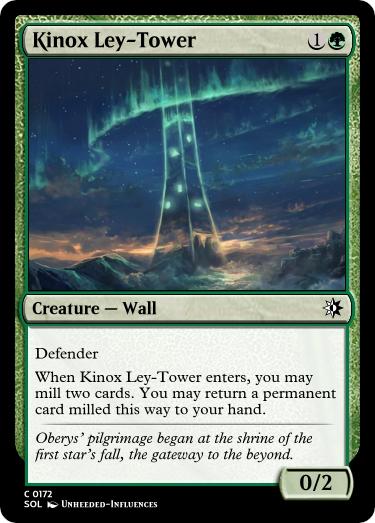 Kinox Ley-Tower 1
Creature — Wall
Defender
When Kinox Ley-Tower enters, you may
mill two cards. You may return a permanent
card milled this way to your hand.
Oberys' pilgrimage began at the shrine of the
first star's fall, the gateway to the beyond.
0/2
C 0172
SOL Unheeded-Influences